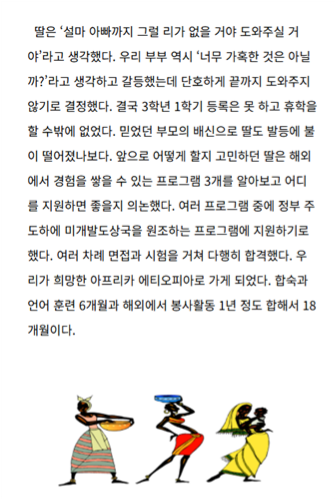 딸은 ‘설마 아빠까지 그럴 리가 없을 거야 도와주실 거
야’라고 생각했다. 우리 부부 역시 ‘너무 가혹한 것은 아닐
까?’라고 생각하고 갈등했는데 단호하게 끝까지 도와주지
않기로 결정했다. 결국 3학년 1학기 등록은 못 하고 휴학을
할 수밖에 없었다. 믿었던 부모의 배신으로 딸도 발등에 불
이 떨어졌나보다. 앞으로 어떻게 할지 고민하던 딸은 해외
에서 경험을 쌓을 수 있는 프로그램 3개를 알아보고 어디
를 지원하면 좋을지 의논했다. 여러 프로그램 중에 정부 주
도하에 미개발도상국을 원조하는 프로그램에 지원하기로
했다. 여러 차례 면접과 시험을 거쳐 다행히 합격했다. 우
리가 희망한 아프리카 에티오피아로 가게 되었다. 합숙과
언어 훈련 6개월과 해외에서 봉사활동 1년 정도 합해서 18
개월이다.